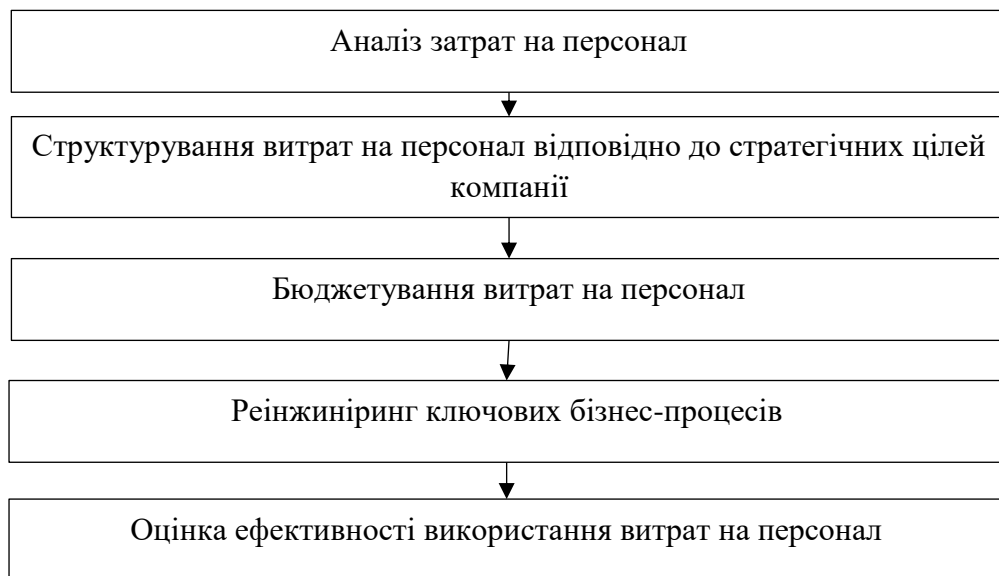 Аналіз затрат на персонал
Структурування витрат на персонал відповідно до стратегічних цілей
компанії
Бюджетування витрат на персонал
Реінжиніринг ключових бізнес-процесів
Оцінка ефективності використання витрат на персонал